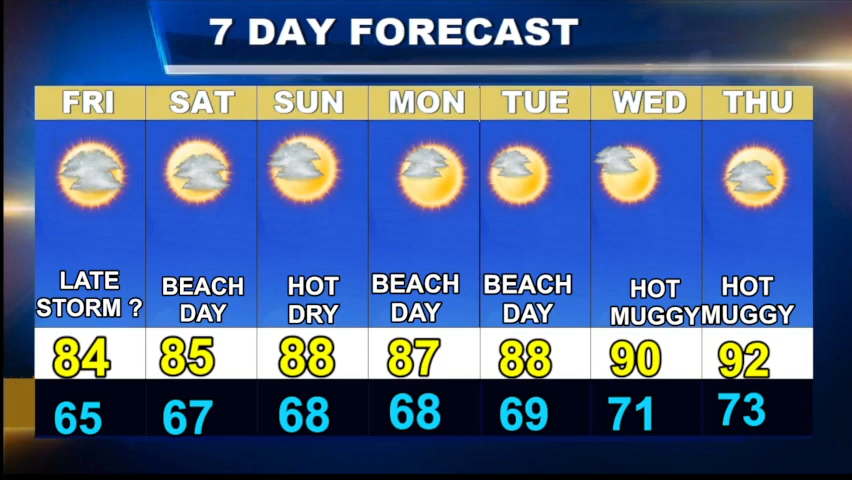 7 DAY FORECAST
FRI SAT SUN MON TUE WED THU
LATE STORM ?
BEACH DAY
HOT DRY
BEACH DAY
BEACH DAY
HOT MUGGY
HOT MUGGY
84 85 88 87 88 90 92
65 67 68 68 69 71 73